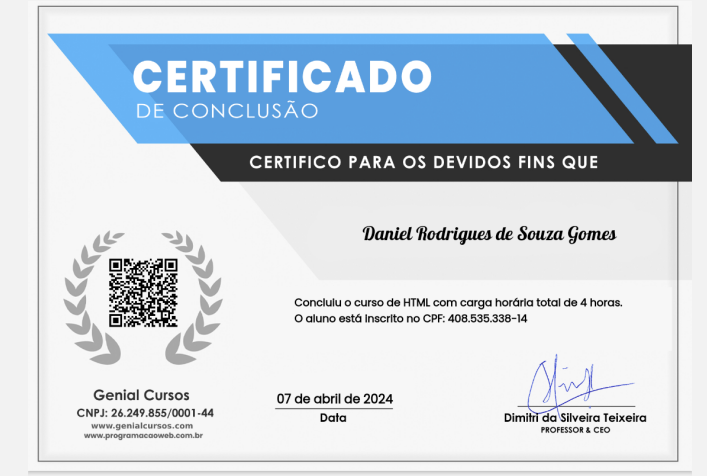 CERTIFICADO
DE CONCLUSÃO
CERTIFICO PARA OS DEVIDOS FINS QUE
Daniel Rodrigues de Souza Gomes
Concluiu o curso de HTML com carga horária total de 4 horas.
O aluno está inscrito no CPF: 408.535.338-14
Genial Cursos
CNPJ: 26.249.855/0001-44
www.genialcursos.com
www.programacaoweb.com.br
07 de abril de 2024
Data
Dimitri da Silveira Teixeira
PROFESSOR & CEO